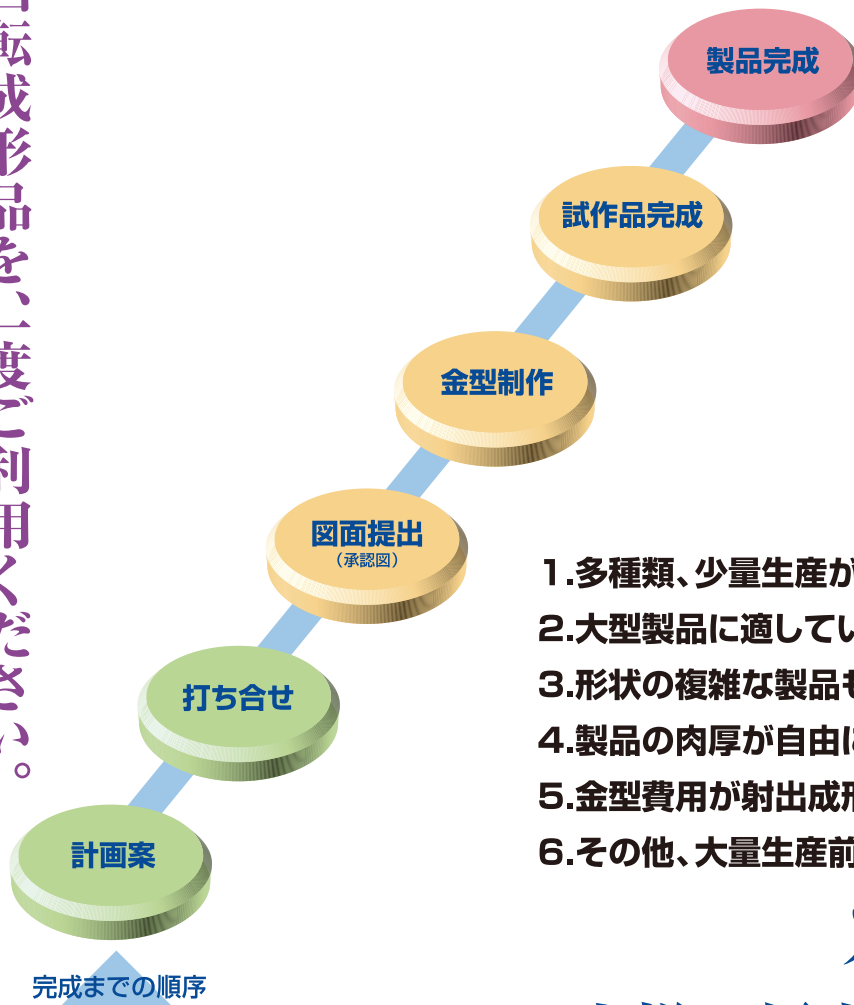 転成形品を、一度ご利用ください。
製品完成
試作品完成
金型制作
図面提出
（承認図）
打ち合せ
計画案
完成までの順序
1.多種類、少量生産が
2.大型製品に適してい
3.形状の複雑な製品も
4.製品の肉厚が自由に
5.金型費用が射出成形
6.その他、大量生産前